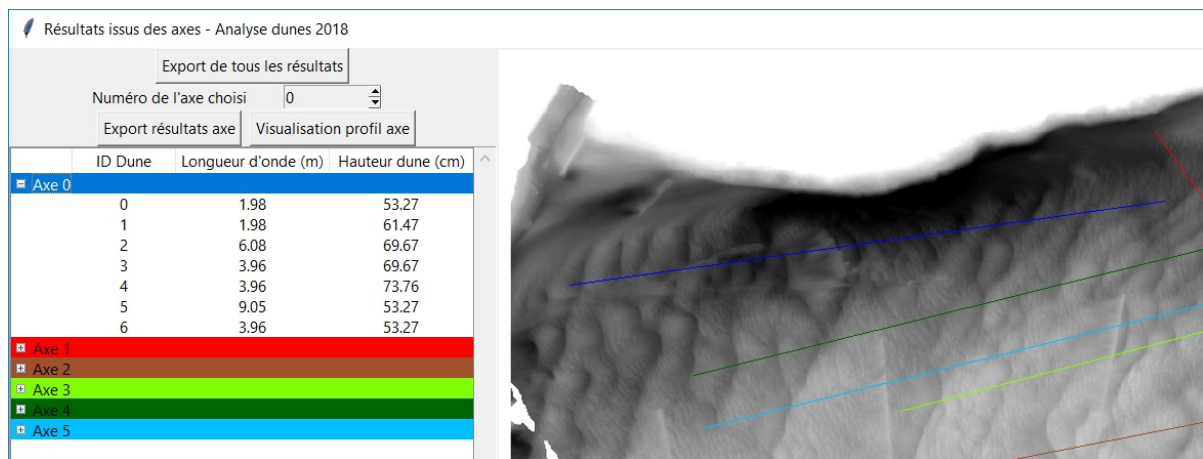 Résultats issus des axes - Analyse dunes 2018
Export de tous les résultats
Numéro de l'axe choisi 0
Export résultats axe Visualisation profil axe
ID Dune Longueur d'onde (m) Hauteur dune (cm)
Axe 0
0 1.98 53.27
1 1.98 61.47
2 6.08 69.67
3 3.96 69.67
4 3.96 73.76
5 9.05 53.27
6 3.96 53.27
Axe 1
Axe 2
Axe 3
Axe 4
Axe 5